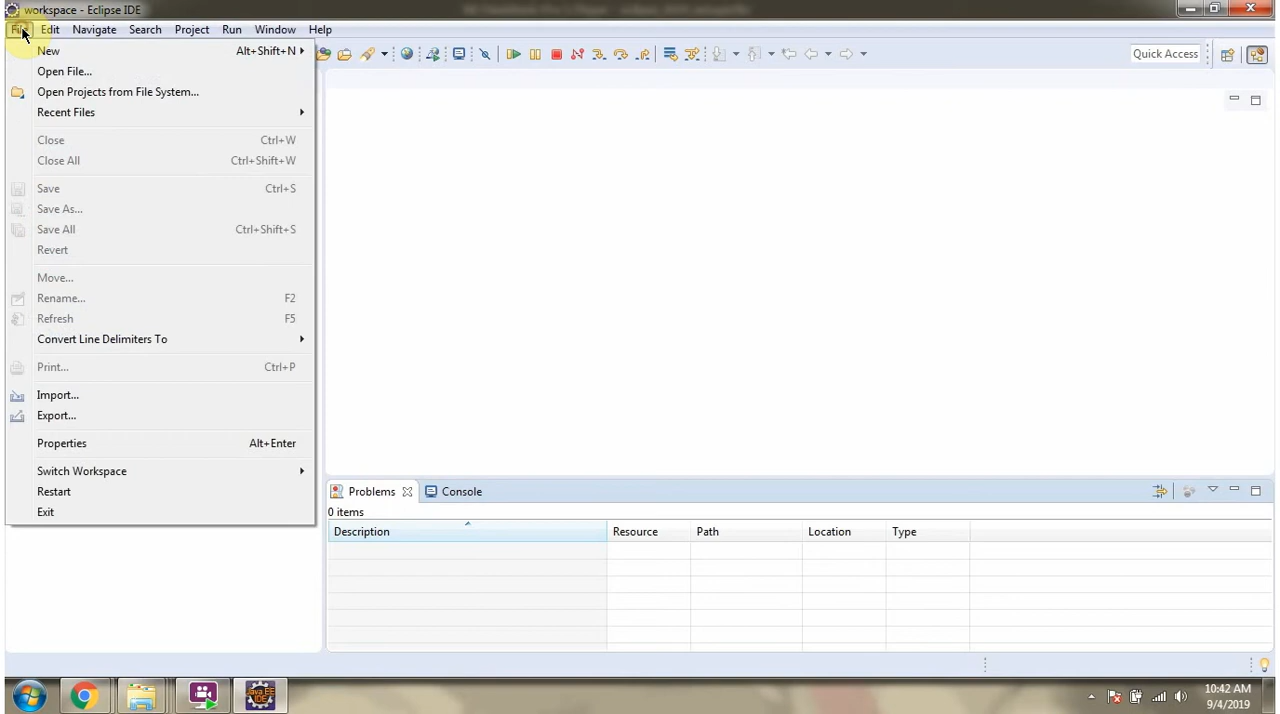 workspace - Eclipse IDE
File Edit Navigate Search Project Run Window Help
New Alt+Shift+N
Open File...
Open Projects from File System...
Recent Files
Close Ctrl+W
Close All Ctrl+Shift+W
Save Ctrl+S
Save As...
Save All Ctrl+Shift+S
Revert
Move...
Rename... F2
Refresh F5
Convert Line Delimiters To
Print... Ctrl+P
Import...
Export...
Properties Alt+Enter
Switch Workspace
Restart
Exit
Quick Access
Problems Console
0 items
Description Resource Path Location Type
Java EE
IDE
10:42 AM
9/4/2019